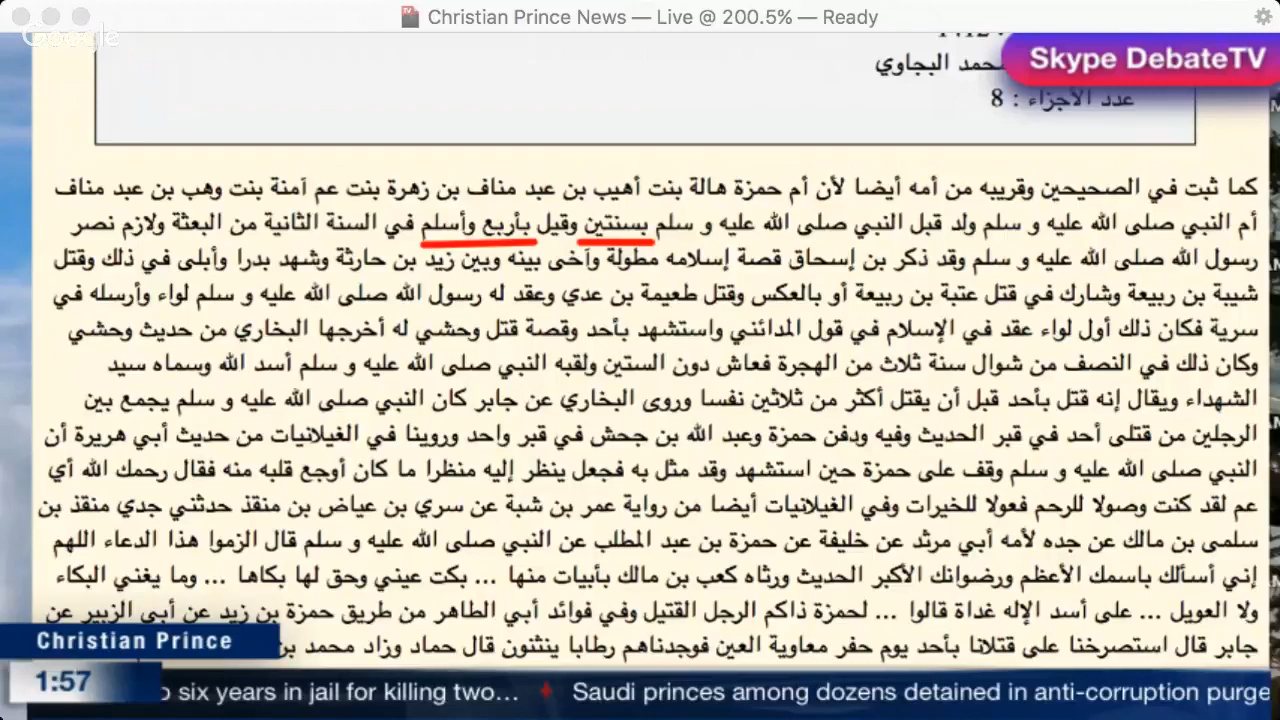 Christian Prince News — Live @ 200.5% — Ready
Google
Skype DebateTV
محمد البجاوي
عدد الأجزاء : 8
كما ثبت في الصحيحين وقريبه من أمه أيضا لأن أم حمزة هالة بنت أهيب بن عبد مناف بن زهرة بنت عم آمنة بنت وهب بن عبد مناف
أم النبي صلى الله عليه و سلم ولد قبل النبي صلى الله عليه و سلم بسنتين وقيل بأربع وأسلم في السنة الثانية من البعثة ولازم نصر
رسول الله صلى الله عليه و سلم وقد ذكر بن إسحاق قصة إسلامه مطولة وآخى بينه وبين زيد بن حارثة وشهد بدرا وأبلى في ذلك وقتل
شيبة بن ربيعة وشارك في قتل عتبة بن ربيعة أو بالعكس وقتل طعيمة بن عدي وعقد له رسول الله صلى الله عليه و سلم لواء وأرسله في
سرية فكان ذلك أول لواء عقد في الإسلام في قول المدائني واستشهد بأحد وقصة قتل وحشي له أخرجها البخاري من حديث وحشي
وكان ذلك في النصف من شوال سنة ثلاث من الهجرة فعاش دون الستين ولقبه النبي صلى الله عليه و سلم أسد الله وسماه سيد
الشهداء ويقال إنه قتل بأحد قبل أن يقتل أكثر من ثلاثين نفسا وروى البخاري عن جابر كان النبي صلى الله عليه و سلم يجمع بين
الرجلين من قتلى أحد في قبر الحديث وفيه ودفن حمزة وعبد الله بن جحش في قبر واحد وروينا في الغيلانيات من حديث أبي هريرة أن
النبي صلى الله عليه و سلم وقف على حمزة حين استشهد وقد مثل به فجعل ينظر إليه منظرا ما كان أوجع قلبه منه فقال رحمك الله أي
عم لقد كنت وصولا للرحم فعولا للخيرات وفي الغيلانيات أيضا من رواية عمر بن شبة عن سري بن عياض بن منقذ حدثني جدي منقذ بن
سلمى بن مالك عن جده لأمه أبي مرثد عن خليفة عن حمزة بن عبد المطلب عن النبي صلى الله عليه و سلم قال الزموا هذا الدعاء اللهم
إني أسألك باسمك الأعظم ورضوانك الأكبر الحديث ورثاه كعب بن مالك بأبيات منها ... بكت عيني وحق لها بكاها ... وما يغني البكاء
ولا العويل ... على أسد الإله غداة قالوا ... لحمزة ذاكم الرجل القتيل وفي فوائد أبي الطاهر من طريق حمزة بن زيد عن أبي الزبير عن
جابر قال استصرخنا على قتلانا بأحد يوم حفر معاوية العين فوجدناهم رطابا ينثنون قال حماد وزاد محمد بن
Christian Prince
1:57
o six years in jail for killing two... Saudi princes among dozens detained in anti-corruption purge